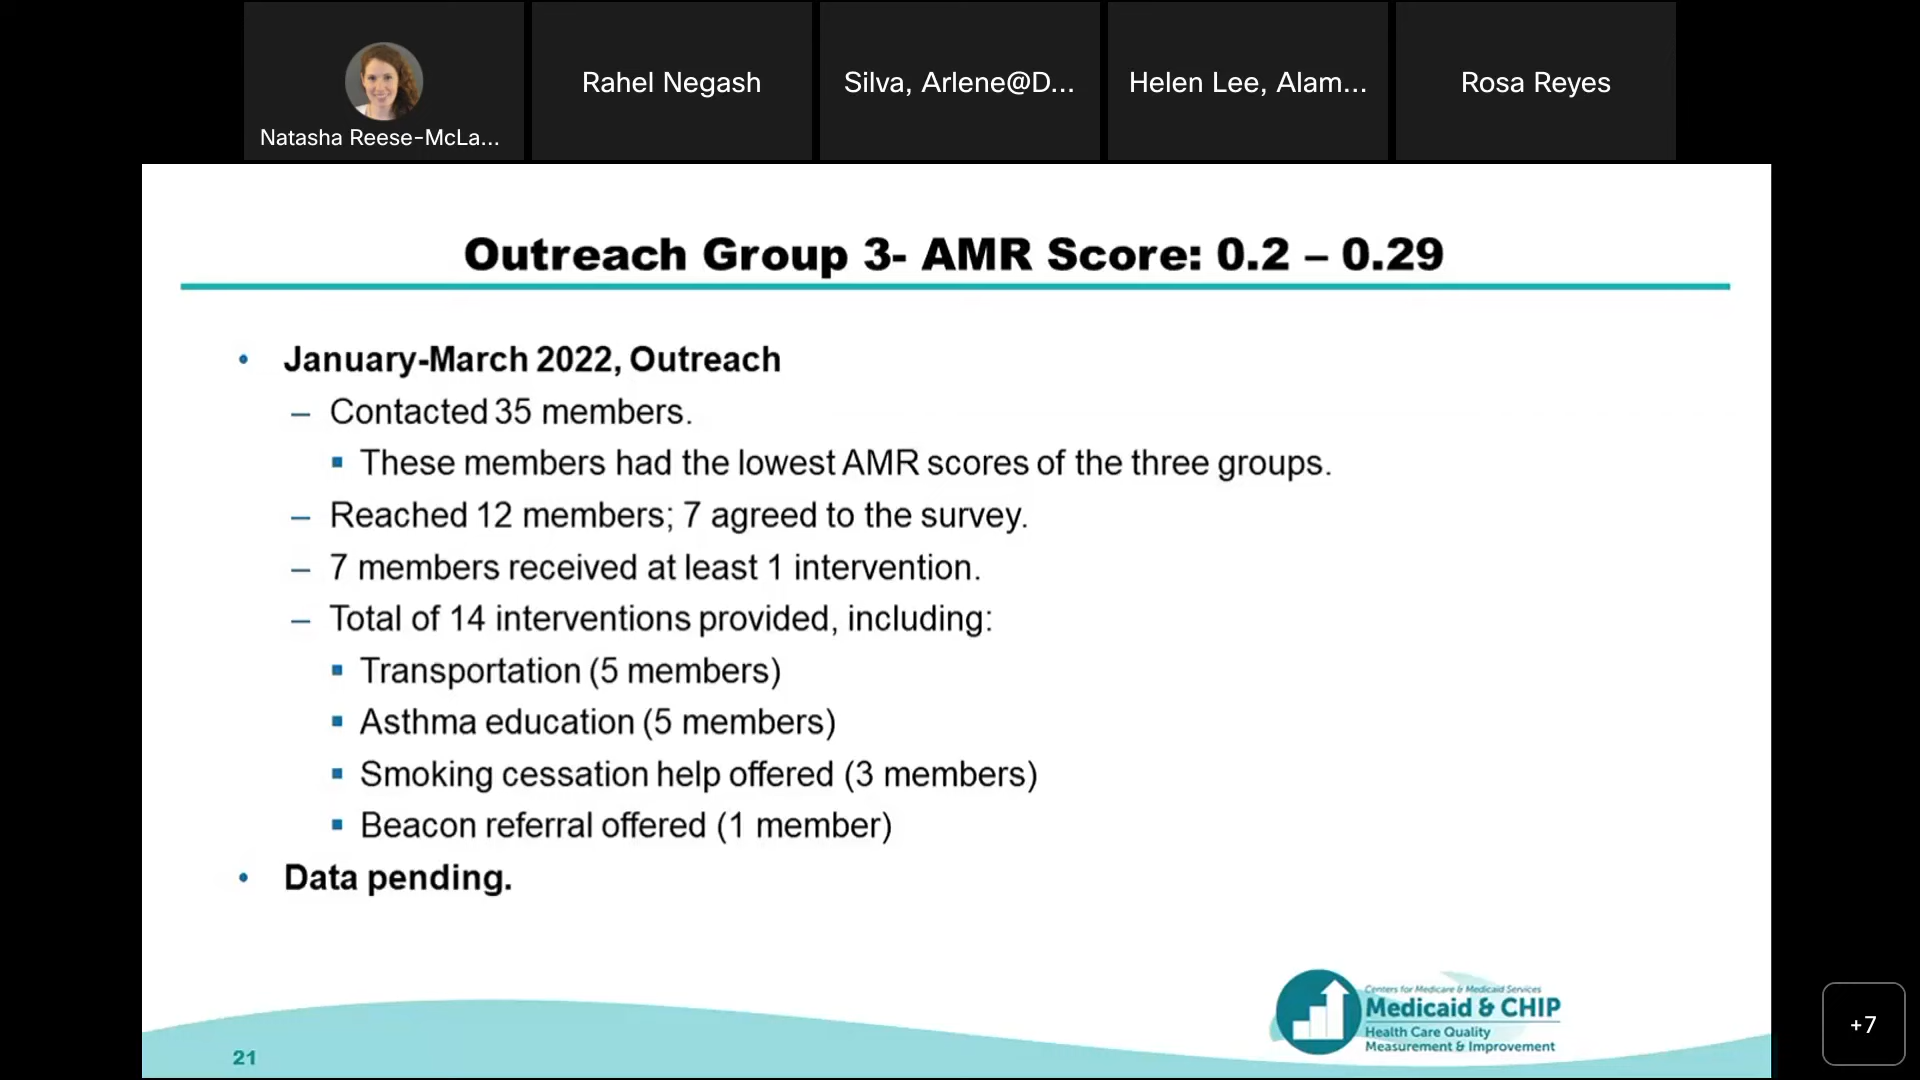 Natasha Reese-McLa...
Rahel Negash
Silva, Arlene@D...
Helen Lee, Alam...
Rosa Reyes
Outreach Group 3- AMR Score: 0.2 – 0.29
• January-March 2022, Outreach
– Contacted 35 members.
▪ These members had the lowest AMR scores of the three groups.
– Reached 12 members; 7 agreed to the survey.
– 7 members received at least 1 intervention.
– Total of 14 interventions provided, including:
▪ Transportation (5 members)
▪ Asthma education (5 members)
▪ Smoking cessation help offered (3 members)
▪ Beacon referral offered (1 member)
• Data pending.
Centers for Medicare & Medicaid Services
Medicaid & CHIP
Health Care Quality
Measurement & Improvement
21
+7